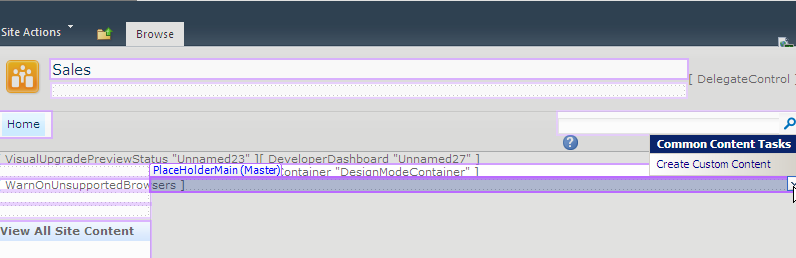 Site Actions
Browse
Sales
[ DelegateControl ]
Home
[ VisualUpgradePreviewStatus "Unnamed23" ][ DeveloperDashboard "Unnamed27" ]
Common Content Tasks
Create Custom Content
PlaceHolderMain (Master)
ontainer "DesignModeContainer" ]
WarnOnUnsupportedBrowsers ]
View All Site Content